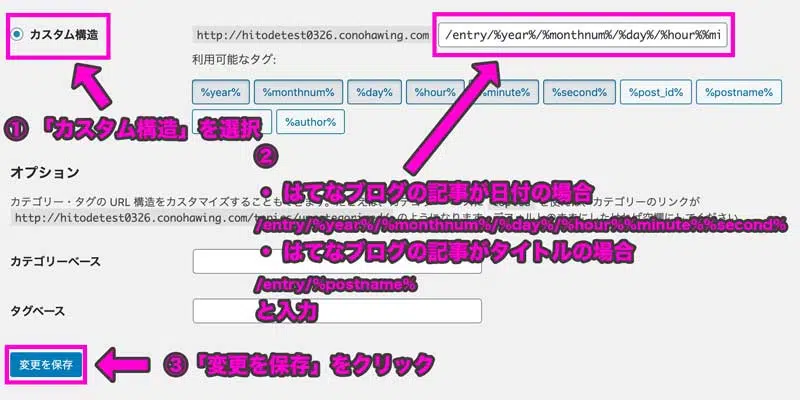 カスタム構造
http://hitodetest0326.conohawing.com
/entry/%year%/%monthnum%/%day%/%hour%%mi
利用可能なタグ:
%year% %monthnum% %day% %hour% %minute% %second% %post_id% %postname%
%author%
①「カスタム構造」を選択
オプション
②
・ はてなブログの記事が日付の場合
カテゴリー・タグの URL 構造をカスタマイズすることも
カテゴリーのリンクが
/entry/%year%/%monthnum%/%day%/%hour%%minute%%second%
http://hitodetest0326.conohawing.com/
・ はてなブログの記事がタイトルの場合
カテゴリーベース
/entry/%postname%
タグベース
と入力
変更を保存
③「変更を保存」をクリック